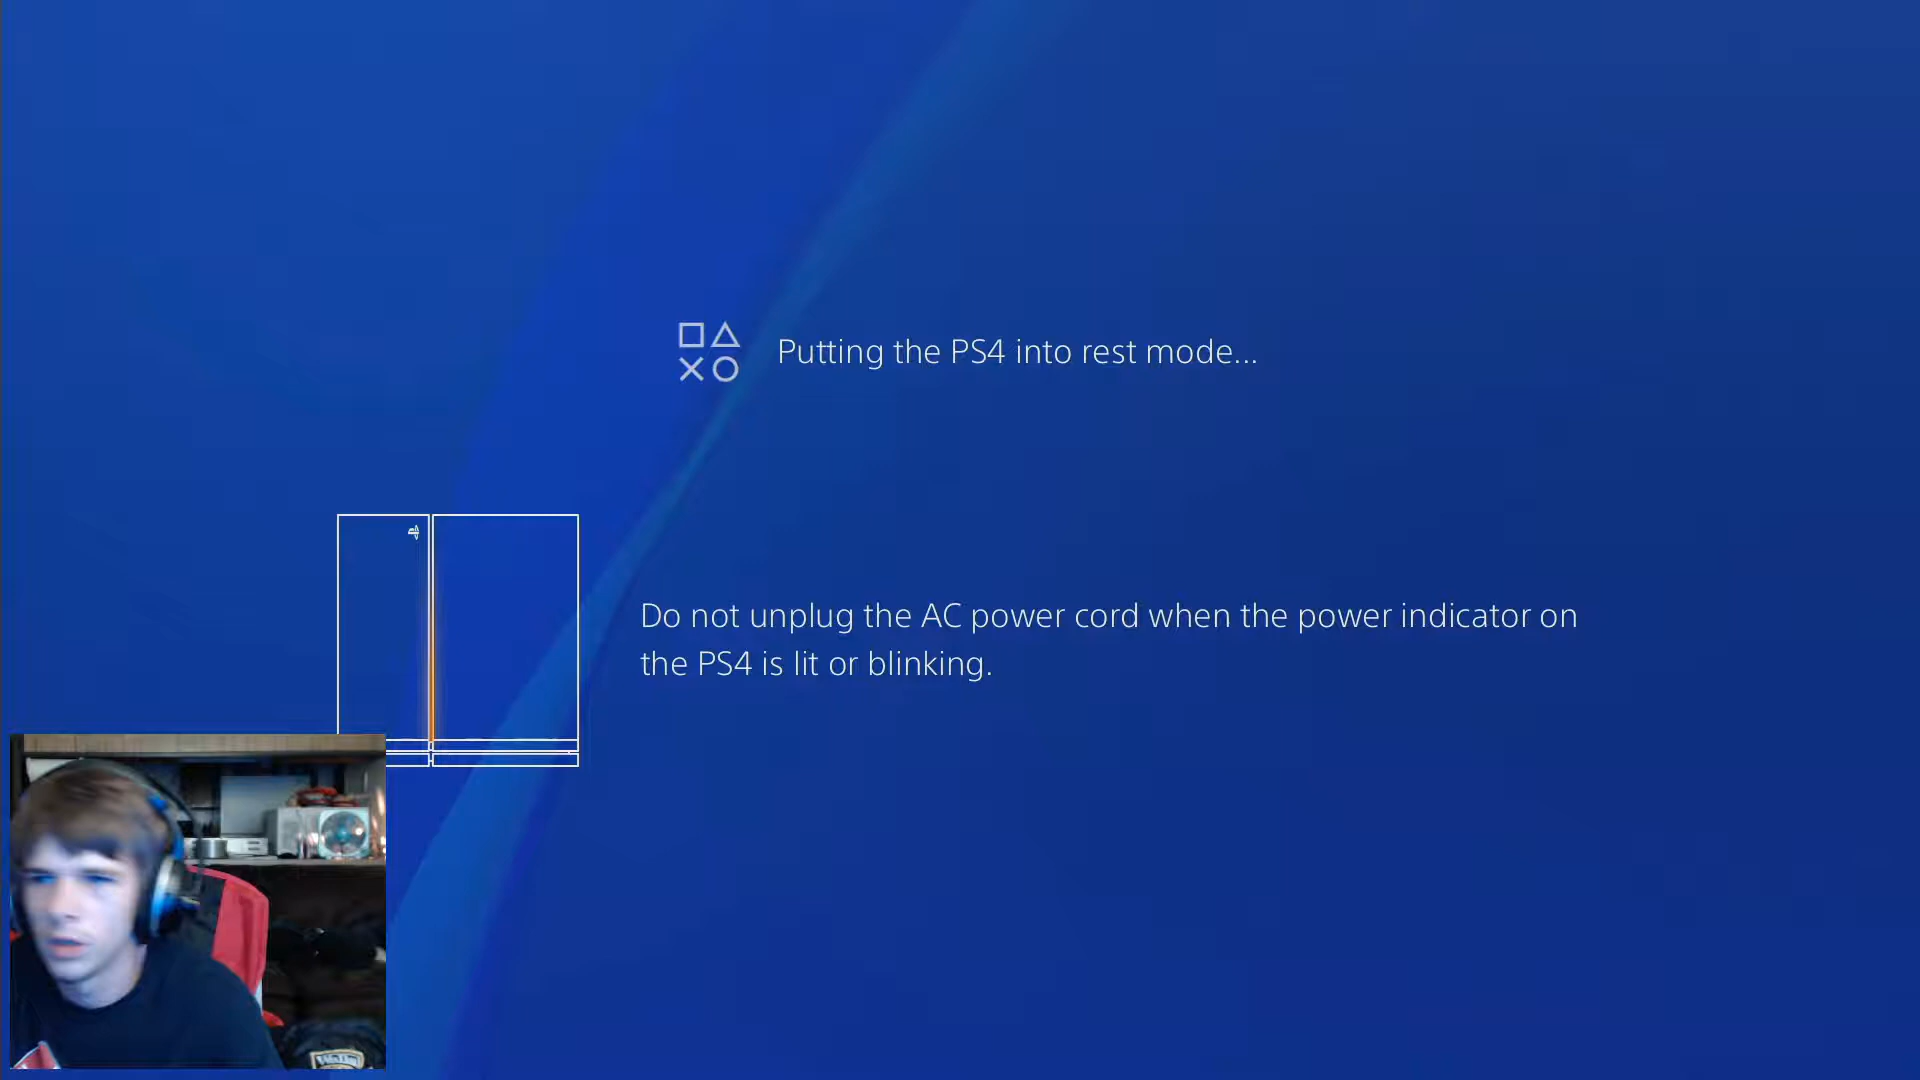 Putting the PS4 into rest mode...
Do not unplug the AC power cord when the power indicator on
the PS4 is lit or blinking.